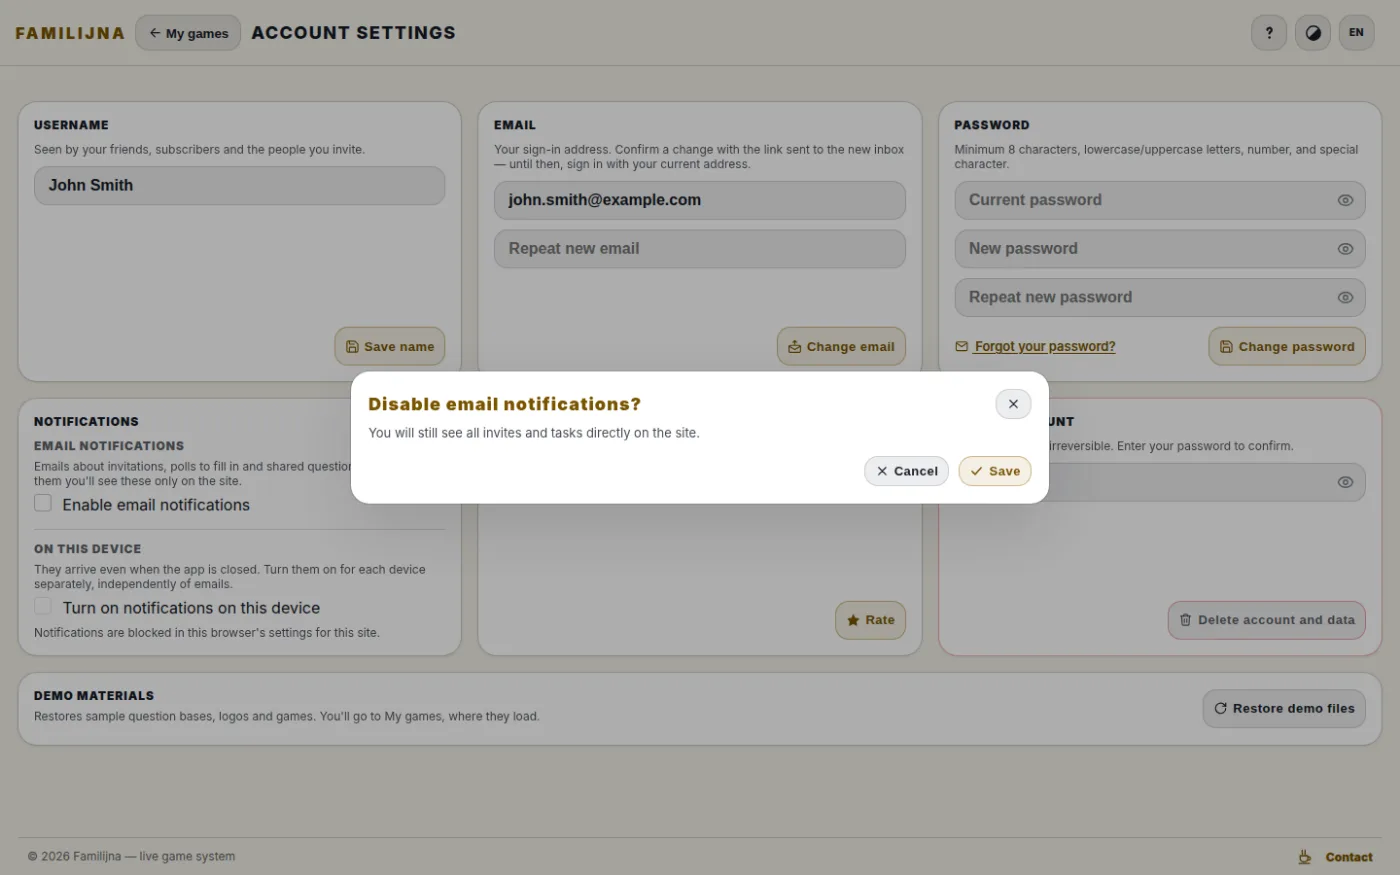 FAMILIJNA
My games
ACCOUNT SETTINGS
?
EN
USERNAME
Seen by your friends, subscribers and the people you invite.
John Smith
Save name
EMAIL
Your sign-in address. Confirm a change with the link sent to the new inbox
— until then, sign in with your current address.
john.smith@example.com
Repeat new email
Change email
PASSWORD
Minimum 8 characters, lowercase/uppercase letters, number, and special
character.
Current password
New password
Repeat new password
Forgot your password?
Change password
Disable email notifications?
You will still see all invites and tasks directly on the site.
Cancel
Save
NOTIFICATIONS
EMAIL NOTIFICATIONS
Emails about invitations, polls to fill in and shared question
them you'll see these only on the site.
Enable email notifications
ON THIS DEVICE
They arrive even when the app is closed. Turn them on for each device
separately, independently of emails.
Turn on notifications on this device
Notifications are blocked in this browser's settings for this site.
Rate
UNT
irreversible. Enter your password to confirm.
Delete account and data
DEMO MATERIALS
Restores sample question bases, logos and games. You'll go to My games, where they load.
Restore demo files
© 2026 Familijna — live game system
Contact